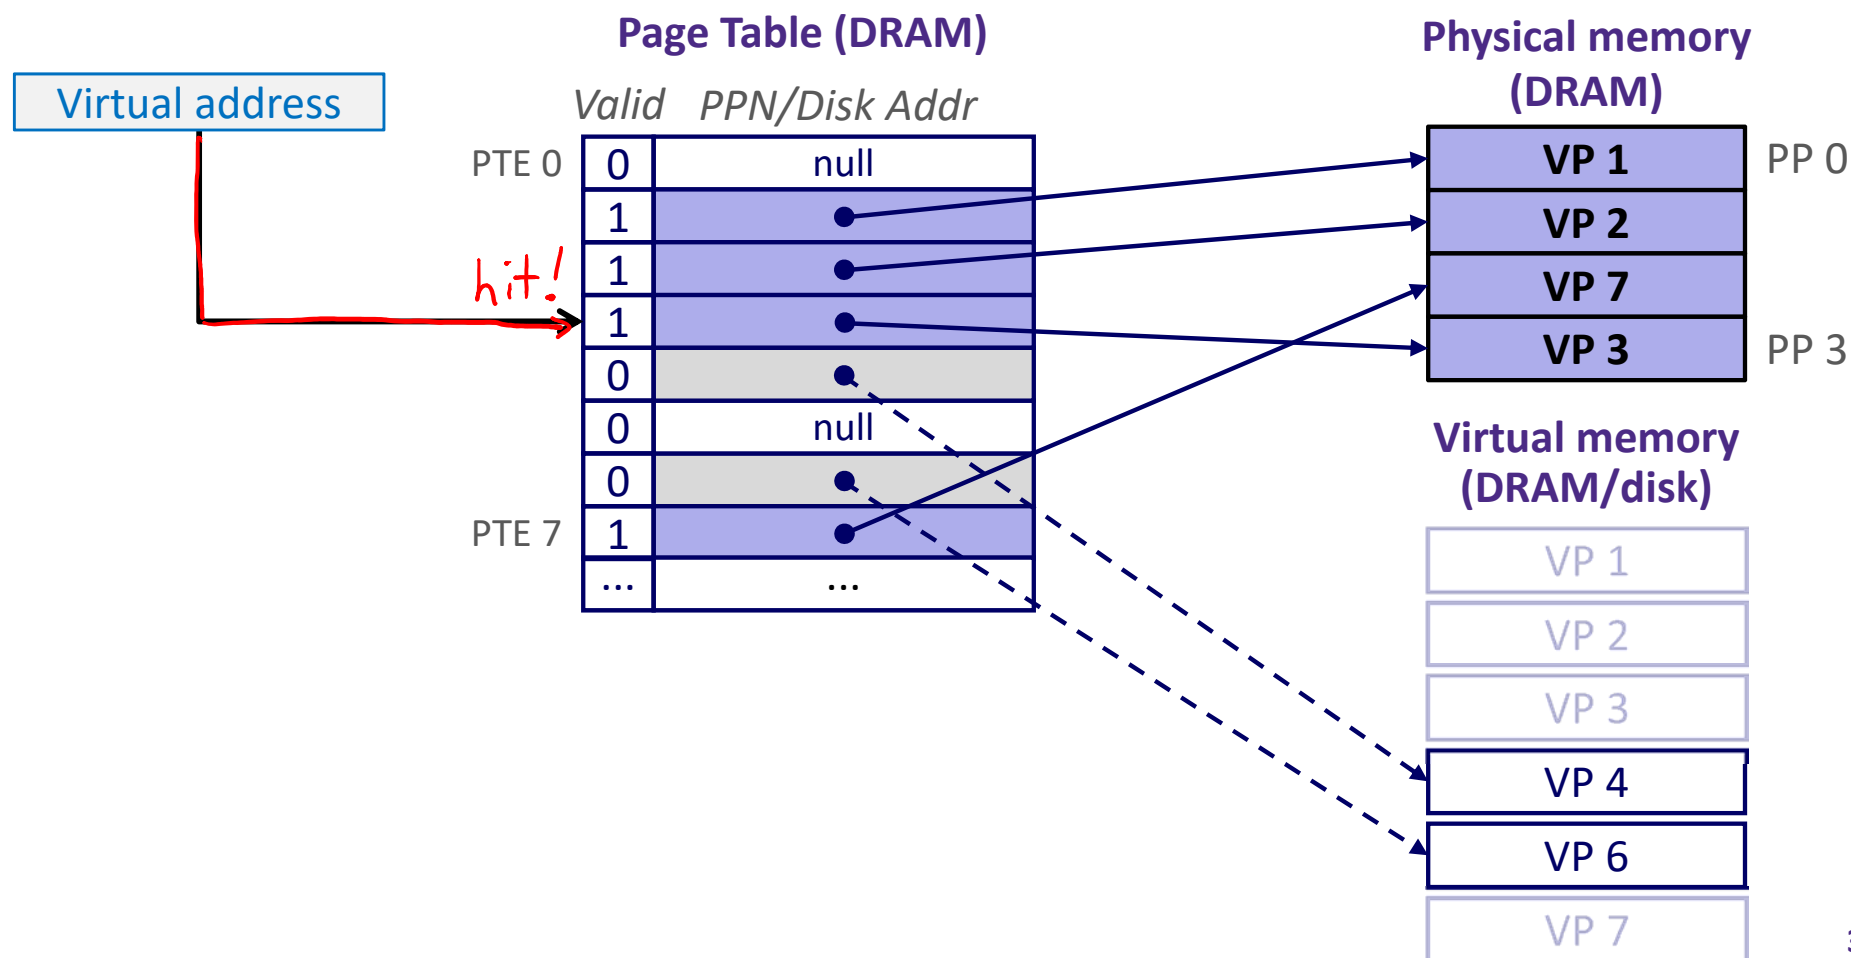 Page Table (DRAM)
Physical memory
(DRAM)
Virtual address
Valid PPN/Disk Addr
PTE 0 0 null
1
1
hit!
1
0
0 null
0
PTE 7 1
... ...
VP 1 PP 0
VP 2
VP 7
VP 3 PP 3
Virtual memory
(DRAM/disk)
VP 1
VP 2
VP 3
VP 4
VP 6
VP 7